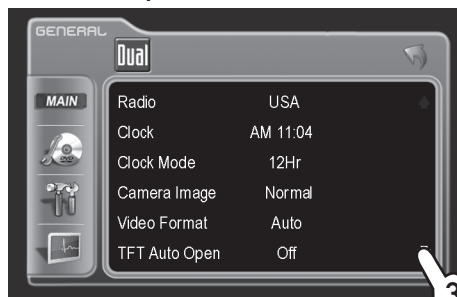 GENERAL
Dual
MAIN
DVD
Radio USA
Clock AM 11:04
Clock Mode 12Hr
Camera Image Normal
Video Format Auto
TFT Auto Open Off
3